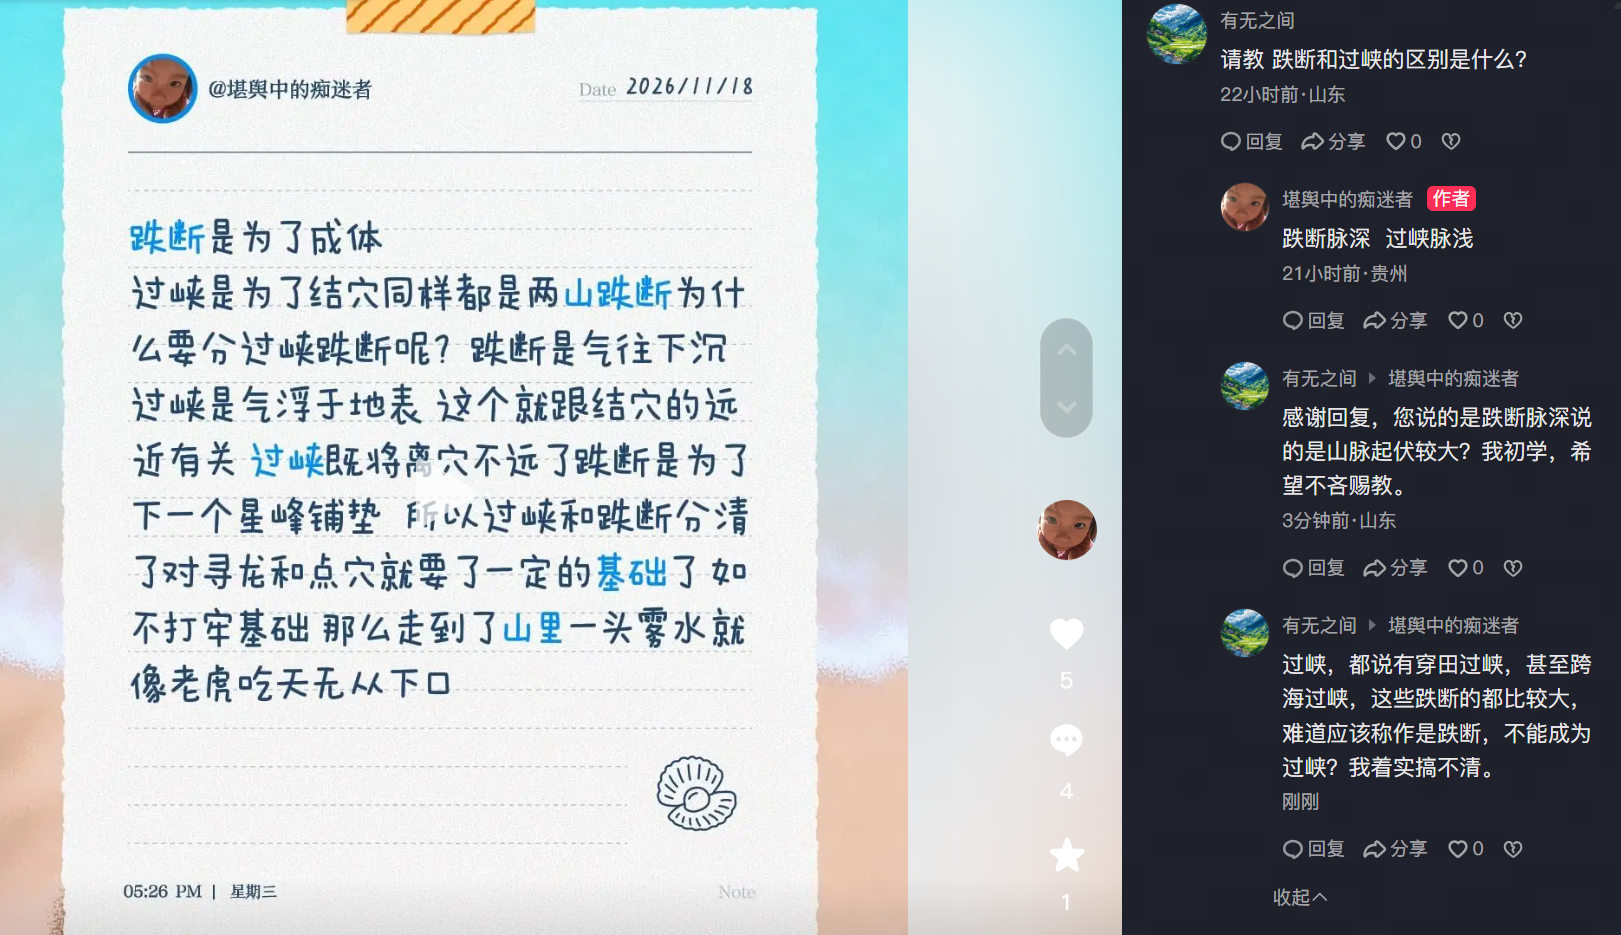 @堪舆中的痴迷者
Date 2026/11/18
跌断是为了成体
过峡是为了结穴同样都是两山跌断为什
么要分过峡跌断呢？跌断是气往下沉
过峡是气浮于地表 这个就跟结穴的远
近有关 过峡既将离穴不远了跌断是为了
下一个星峰铺垫 所以过峡和跌断分清
了对寻龙和点穴就要了一定的基础了 如
不打牢基础 那么走到了山里一头雾水就
像老虎吃天无从下口
05:26 PM | 星期三
Note
5
4
1
有无之间
请教 跌断和过峡的区别是什么？
22小时前·山东
回复 分享 0
堪舆中的痴迷者 作者
跌断脉深 过峡脉浅
21小时前·贵州
回复 分享 0
有无之间 堪舆中的痴迷者
感谢回复，您说的是跌断脉深说
的是山脉起伏较大？我初学，希
望不吝赐教。
3分钟前·山东
回复 分享 0
有无之间 堪舆中的痴迷者
过峡，都说有穿田过峡，甚至跨
海过峡，这些跌断的都比较大，
难道应该称作是跌断，不能成为
过峡？我着实搞不清。
刚刚
回复 分享 0
收起